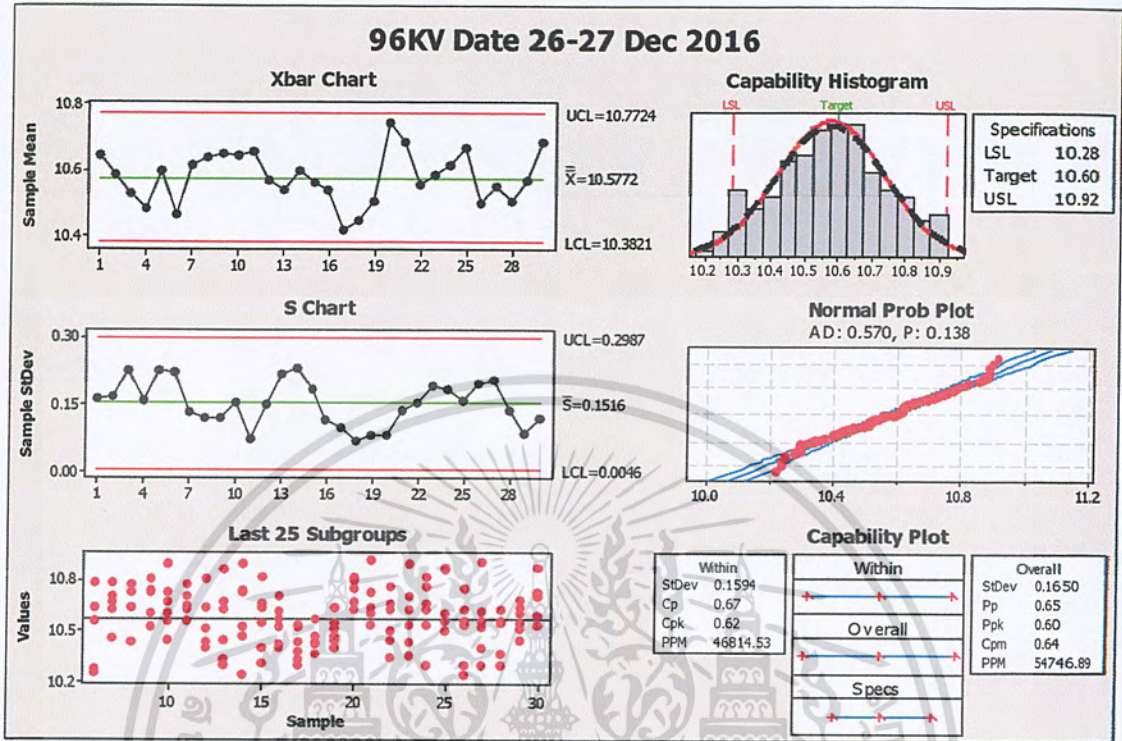 96KV Date 26-27 Dec 2016
Xbar Chart
Sample Mean
10.8
10.6
10.4
1 4 7 10 13 16 19 22 25 28
UCL=10.7724
X=10.5772
LCL=10.3821
Capability Histogram
LSL Target USL
10.2 10.3 10.4 10.5 10.6 10.7 10.8 10.9
Specifications
LSL 10.28
Target 10.60
USL 10.92
S Chart
Sample StDev
0.30
0.15
0.00
1 4 7 10 13 16 19 22 25 28
UCL=0.2987
S=0.1516
LCL=0.0046
Normal Prob Plot
AD: 0.570, P: 0.138
10.0 10.4 10.8 11.2
Last 25 Subgroups
Values
10.8
10.5
10.2
10 15 20 25 30
Sample
Capability Plot
Within
StDev 0.1594
Cp 0.67
Cpk 0.62
PPM 46814.53
Within
Overall
Specs
Overall
StDev 0.1650
Pp 0.65
Ppk 0.60
Cpm 0.64
PPM 54746.89